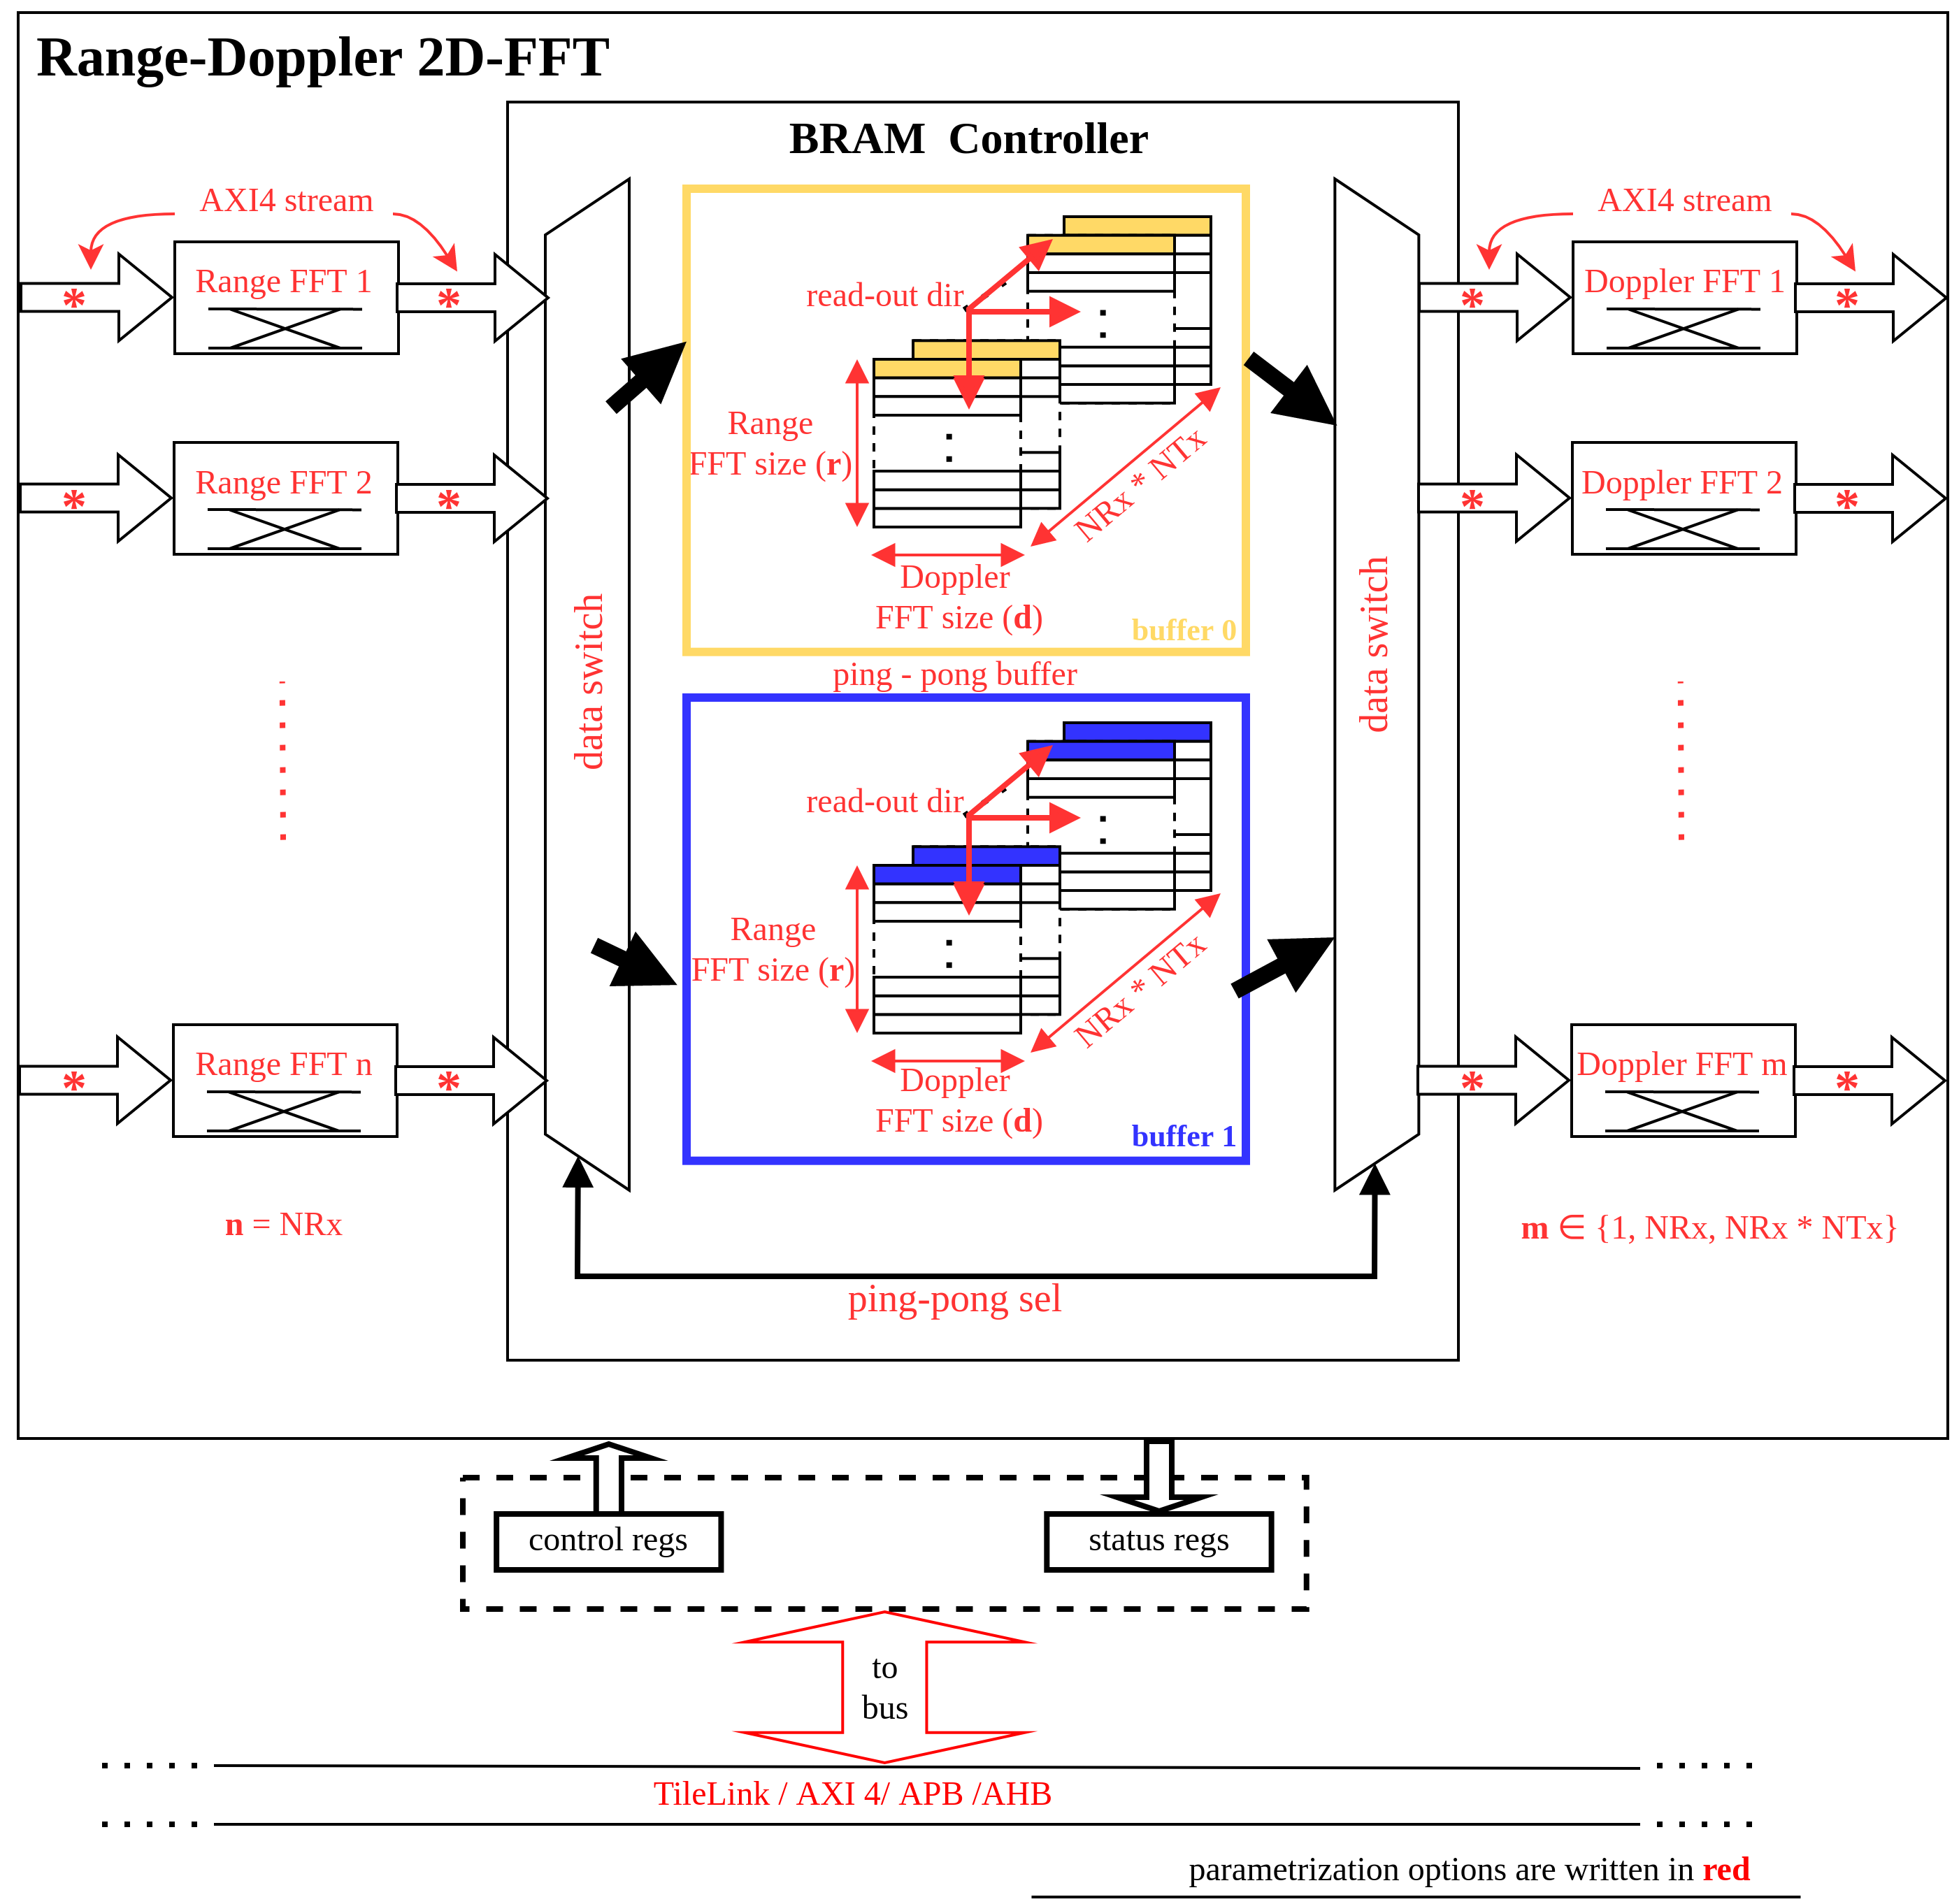 Range-Doppler 2D-FFT
BRAM Controller
AXI4 stream
AXI4 stream
Range FFT 1
*
*
Range FFT 2
*
*
Range FFT n
*
*
n = NRx
data switch
read-out dir
Range
FFT size (r)
NRx * NTx
Doppler
FFT size (d)
buffer 0
ping - pong buffer
read-out dir
Range
FFT size (r)
NRx * NTx
Doppler
FFT size (d)
buffer 1
data switch
ping-pong sel
Doppler FFT 1
*
*
Doppler FFT 2
*
*
Doppler FFT m
*
*
m ∈ {1, NRx, NRx * NTx}
control regs
status regs
to
bus
TileLink / AXI 4/ APB /AHB
parametrization options are written in red